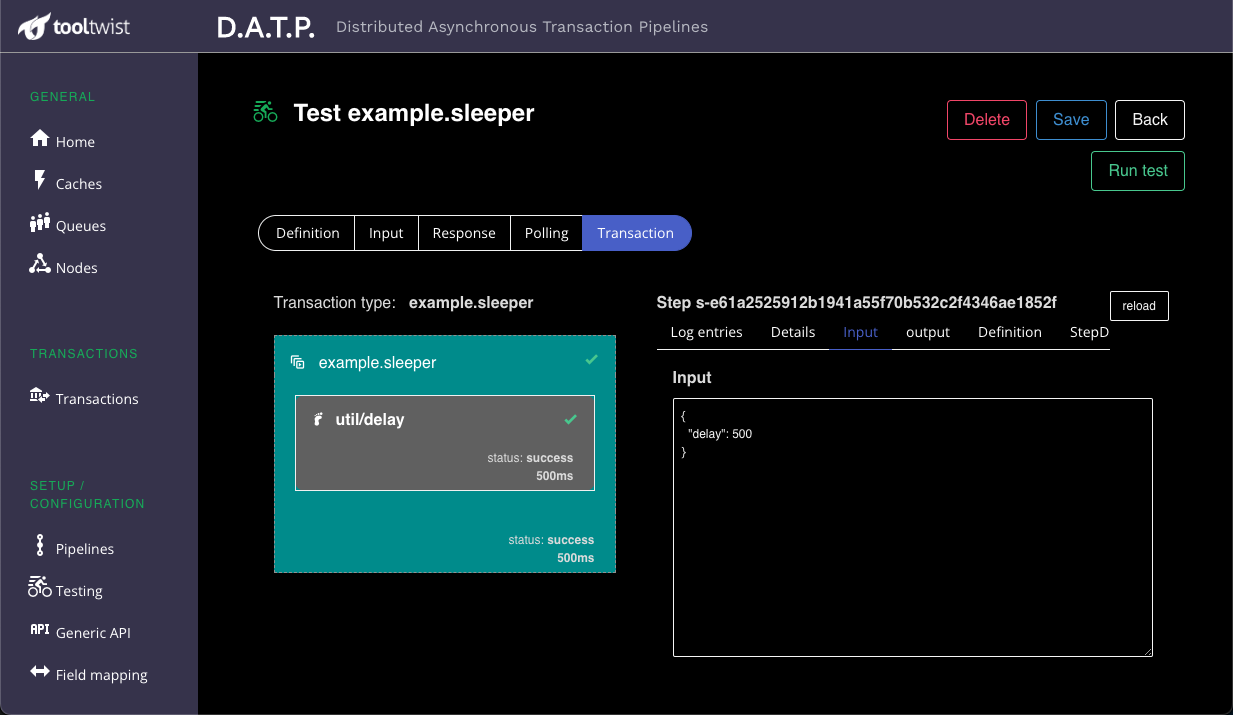 tooltwist
D.A.T.P. Distributed Asynchronous Transaction Pipelines
GENERAL
Home
Caches
Queues
Nodes
TRANSACTIONS
Transactions
SETUP /
CONFIGURATION
Pipelines
Testing
API Generic API
Field mapping
Test example.sleeper
Delete Save Back
Run test
Definition Input Response Polling Transaction
Transaction type: example.sleeper
example.sleeper
util/delay
status: success
500ms
status: success
500ms
Step s-e61a2525912b1941a55f70b532c2f4346ae1852f
reload
Log entries Details Input output Definition StepD
Input
{
"delay": 500
}